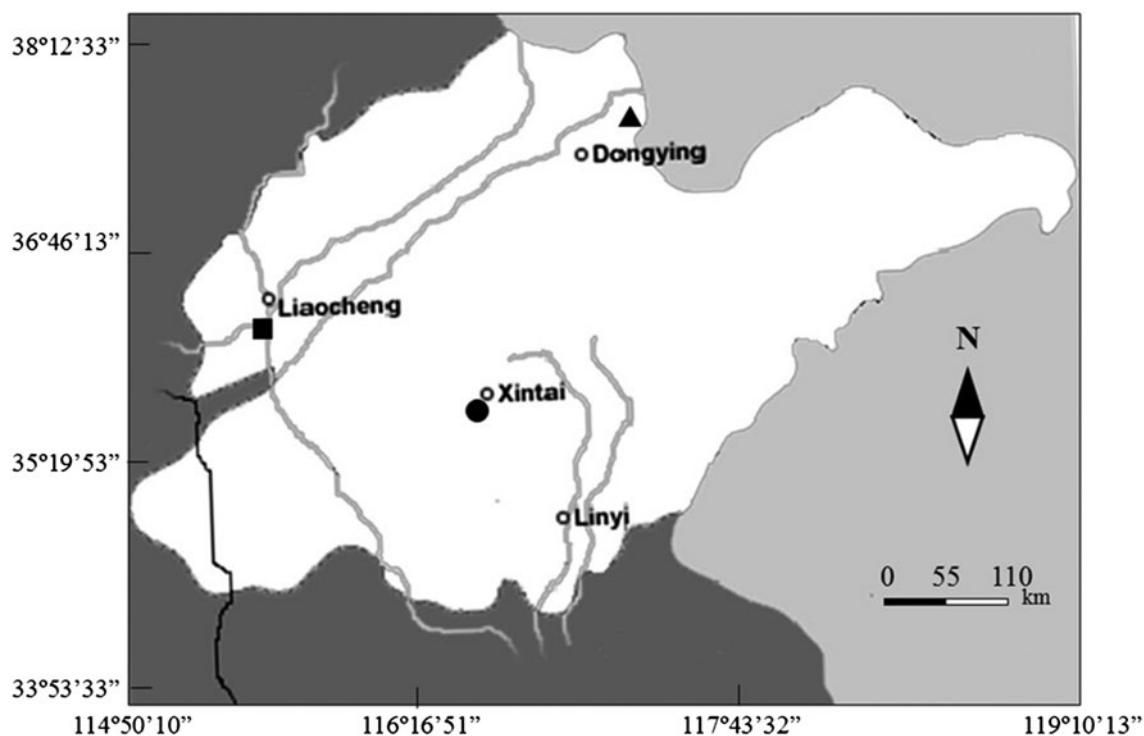 38°12’33”
Dongying
36°46’13”
Liaocheng
N
Xintai
35°19’53”
Linyi
0 55 110
km
33°53’33”
114°50’10” 116°16’51” 117°43’32” 119°10’13”